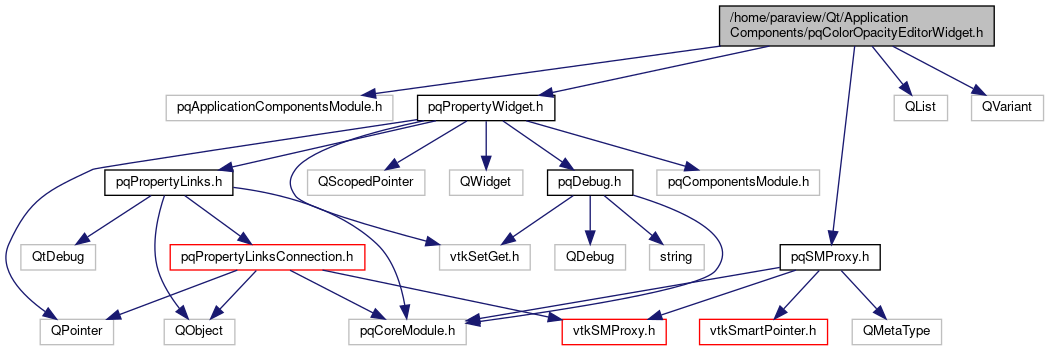 /home/paraview/Qt/Application
Components/pqColorOpacityEditorWidget.h
pqApplicationComponentsModule.h
pqPropertyWidget.h
QList
QVariant
pqPropertyLinks.h
QScopedPointer
QWidget
pqDebug.h
pqComponentsModule.h
QtDebug
pqPropertyLinksConnection.h
vtkSetGet.h
QDebug
string
pqSMProxy.h
QPointer
QObject
pqCoreModule.h
vtkSMProxy.h
vtkSmartPointer.h
QMetaType